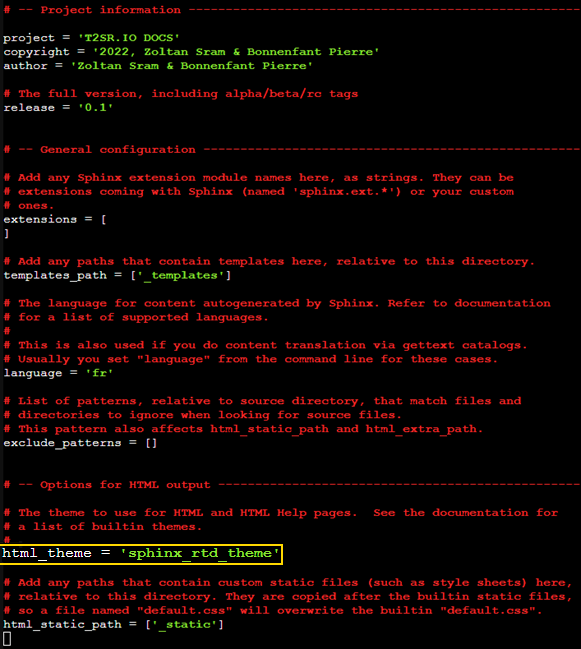 # -- Project information -----------------------------------------------------
project = 'T2SR.IO DOCS'
copyright = '2022, Zoltan Sram & Bonnenfant Pierre'
author = 'Zoltan Sram & Bonnenfant Pierre'
# The full version, including alpha/beta/rc tags
release = '0.1'
# -- General configuration ---------------------------------------------------
# Add any Sphinx extension module names here, as strings. They can be
# extensions coming with Sphinx (named 'sphinx.ext.*') or your custom
# ones.
extensions = [
]
# Add any paths that contain templates here, relative to this directory.
templates_path = ['_templates']
# The language for content autogenerated by Sphinx. Refer to documentation
# for a list of supported languages.
#
# This is also used if you do content translation via gettext catalogs.
# Usually you set "language" from the command line for these cases.
language = 'fr'
# List of patterns, relative to source directory, that match files and
# directories to ignore when looking for source files.
# This pattern also affects html_static_path and html_extra_path.
exclude_patterns = []
# -- Options for HTML output -------------------------------------------------
# The theme to use for HTML and HTML Help pages.  See the documentation for
# a list of builtin themes.
#
html_theme = 'sphinx_rtd_theme'
# Add any paths that contain custom static files (such as style sheets) here,
# relative to this directory. They are copied after the builtin static files,
# so a file named "default.css" will overwrite the builtin "default.css".
html_static_path = ['_static']